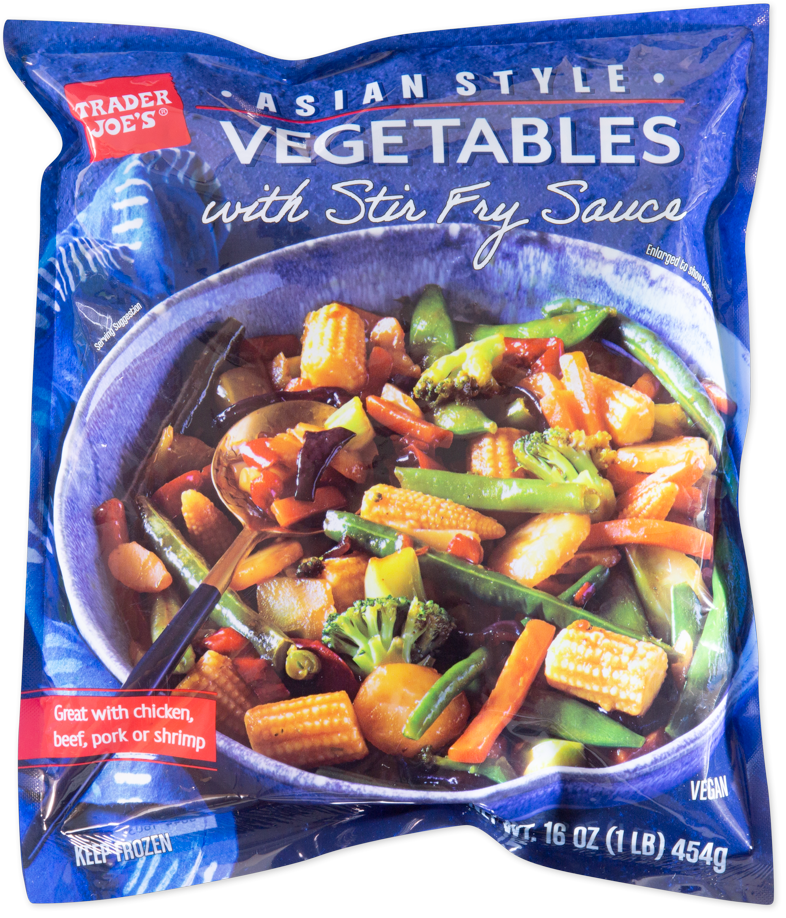 TRADER
JOE'S®
• ASIAN STYLE •
VEGETABLES
with Stir Fry Sauce
Enlarged to show
Serving Suggestion
Great with chicken,
beef, pork or shrimp
VEGAN
WT. 16 OZ (1 LB) 454g
KEEP FROZEN